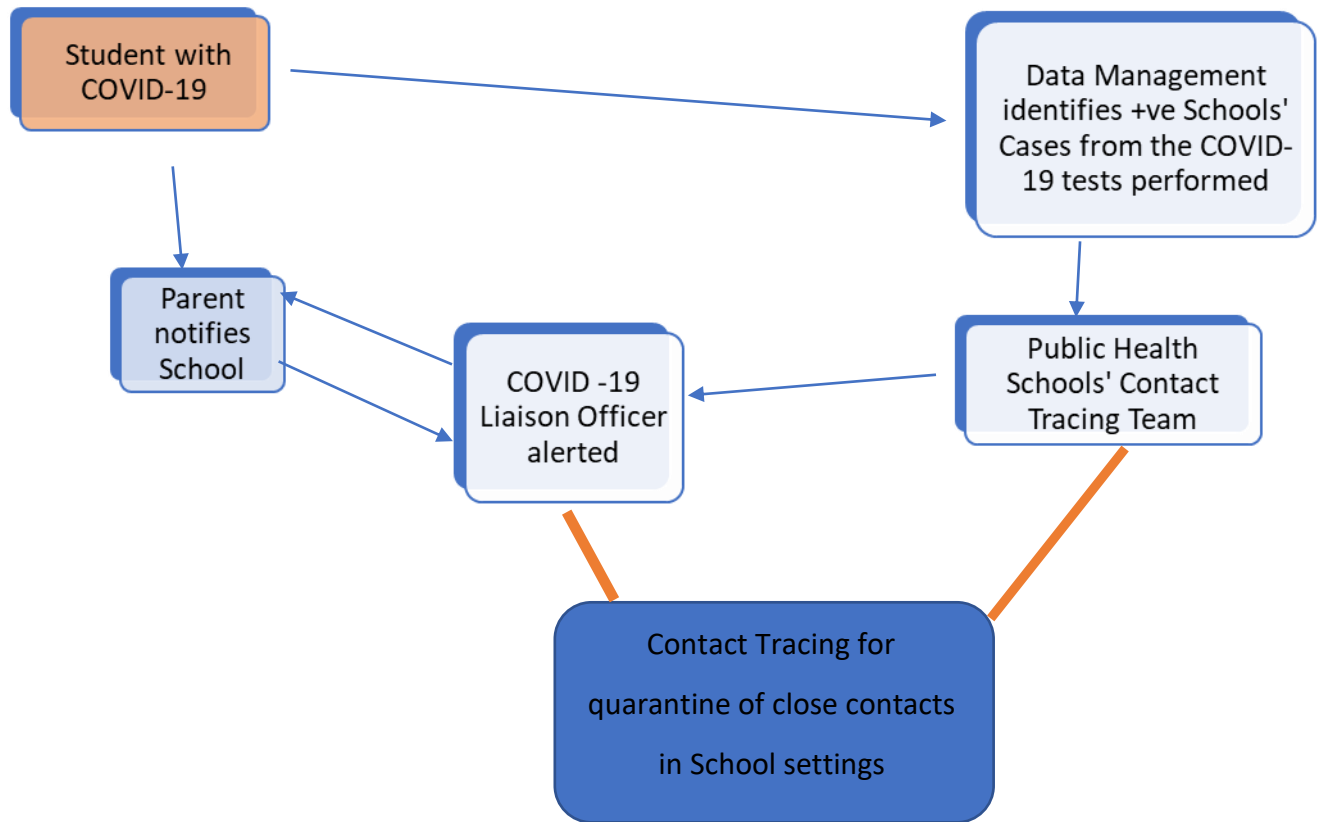 Student with
COVID-19
Data Management
identifies +ve Schools'
Cases from the COVID-
19 tests performed
Parent
notifies
School
COVID -19
Liaison Officer
alerted
Public Health
Schools' Contact
Tracing Team
Contact Tracing for
quarantine of close contacts
in School settings